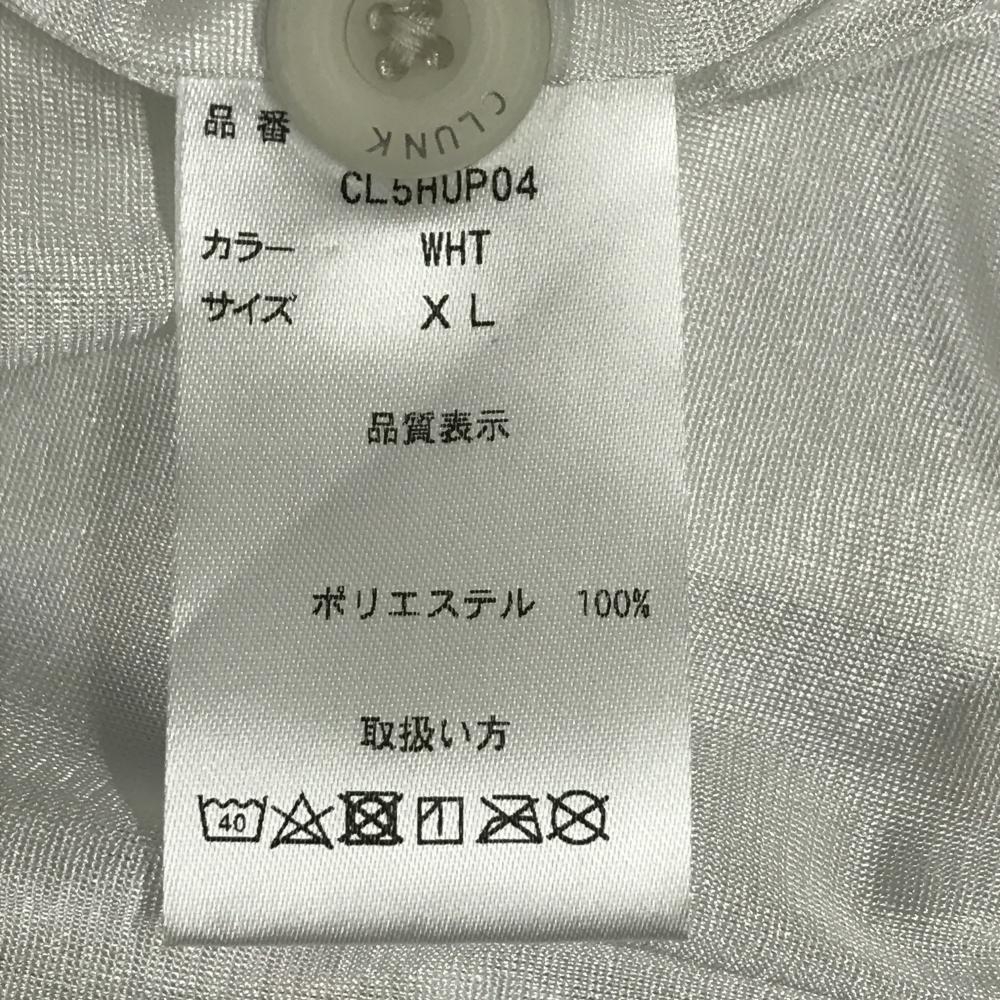 CLUNK
品番
CL5HUP04
カラー WHT
サイズ XL
品質表示
ポリエステル 100%
取扱い方
40